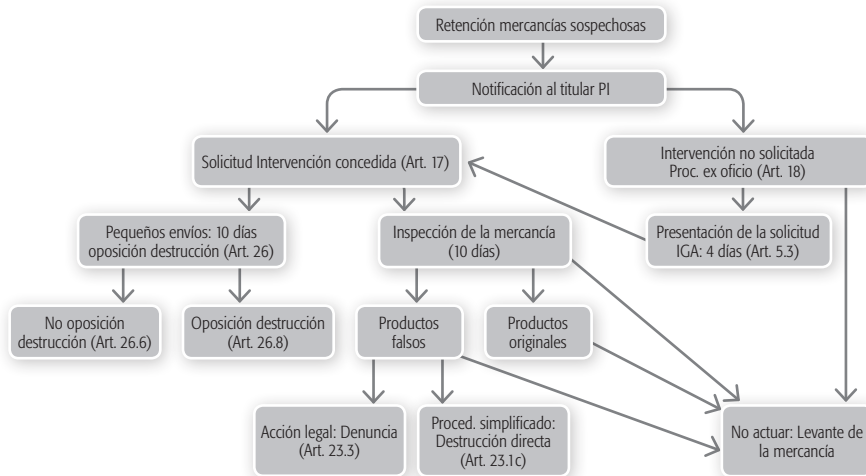 Retención mercancías sospechosas
Notificación al titular PI
Solicitud Intervención concedida (Art. 17)
Intervención no solicitada
Proc. ex oficio (Art. 18)
Pequeños envíos: 10 días
oposición destrucción (Art. 26)
Inspección de la mercancía
(10 días)
Presentación de la solicitud
IGA: 4 días (Art. 5.3)
No oposición
destrucción (Art. 26.6)
Oposición destrucción
(Art. 26.8)
Productos
falsos
Productos
originales
Acción legal: Denuncia
(Art. 23.3)
Proced. simplificado:
Destrucción directa
(Art. 23.1c)
No actuar: Levante de
la mercancía